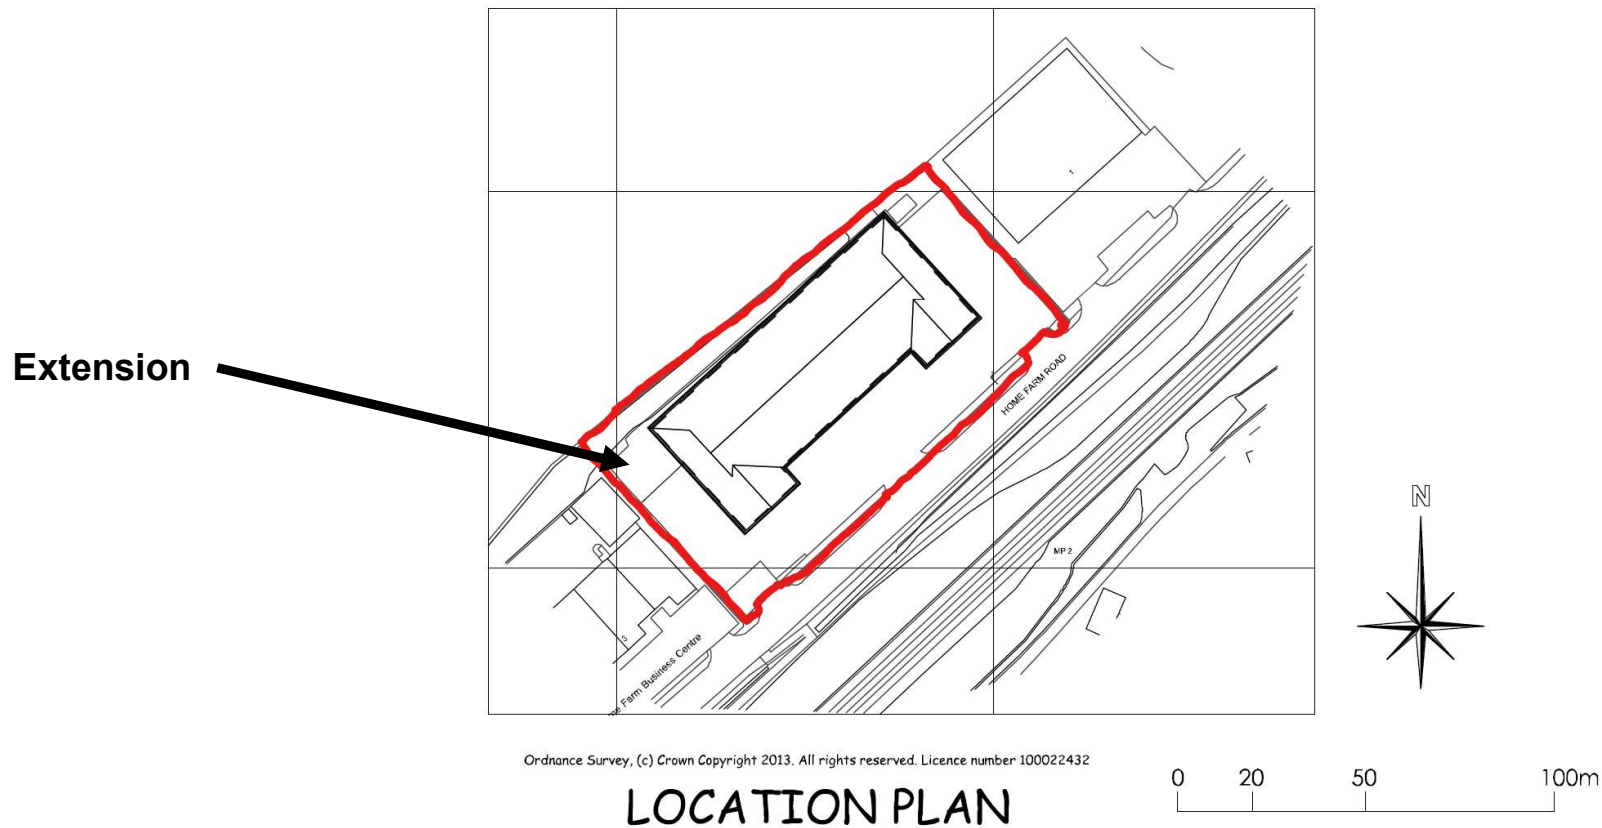 1
Extension
HOME FARM ROAD
N
MP 2
3
me Farm Business Centre
Ordnance Survey, (c) Crown Copyright 2013. All rights reserved. Licence number 100022432
0 20 50 100m
LOCATION PLAN